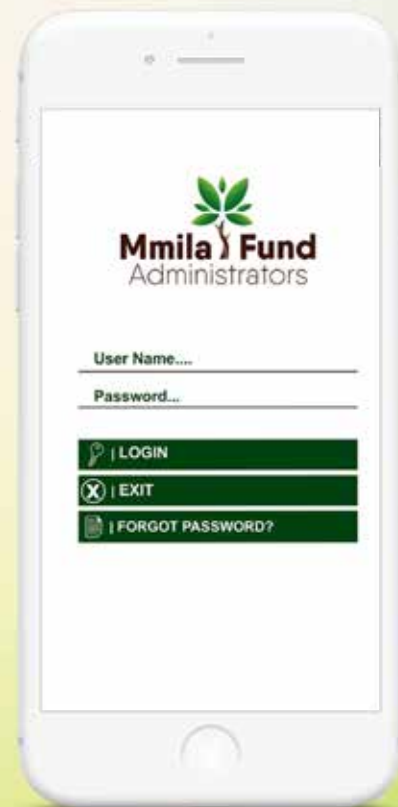 Mmila Fund
Administrators
User Name....
Password...
| LOGIN
X | EXIT
| FORGOT PASSWORD?